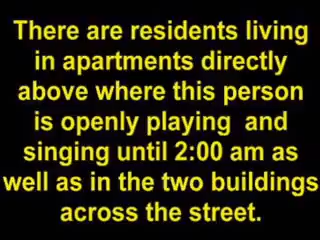 There are residents living
in apartments directly
above where this person
is openly playing and
singing until 2:00 am as
well as in the two buildings
across the street.